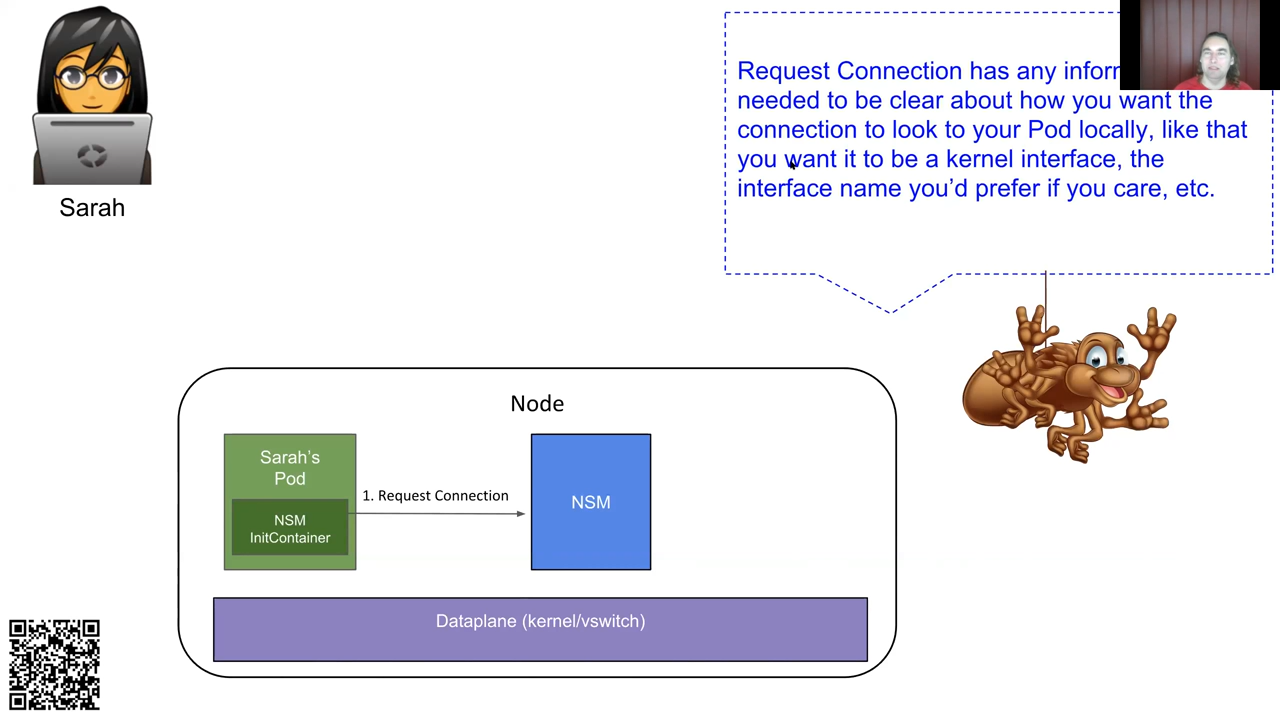 Request Connection has any
needed to be clear about how you want the
connection to look to your Pod locally, like that
you want it to be a kernel interface, the
interface name you’d prefer if you care, etc.
Sarah
Node
Sarah’s
Pod
NSM
InitContainer
1. Request Connection
NSM
Dataplane (kernel/vswitch)